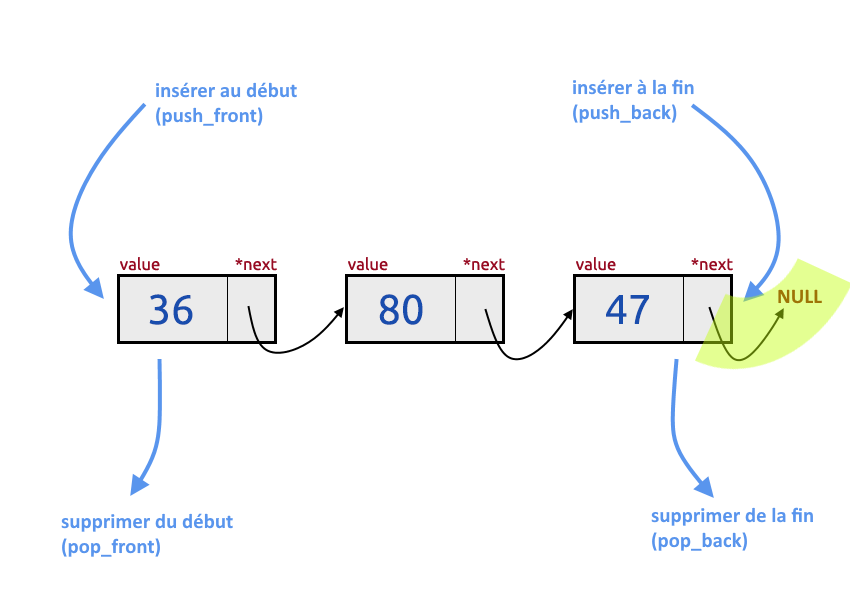 insérer au début
(push_front)
insérer à la fin
(push_back)
value *next
value *next
value *next
36
80
47
NULL
supprimer du début
(pop_front)
supprimer de la fin
(pop_back)